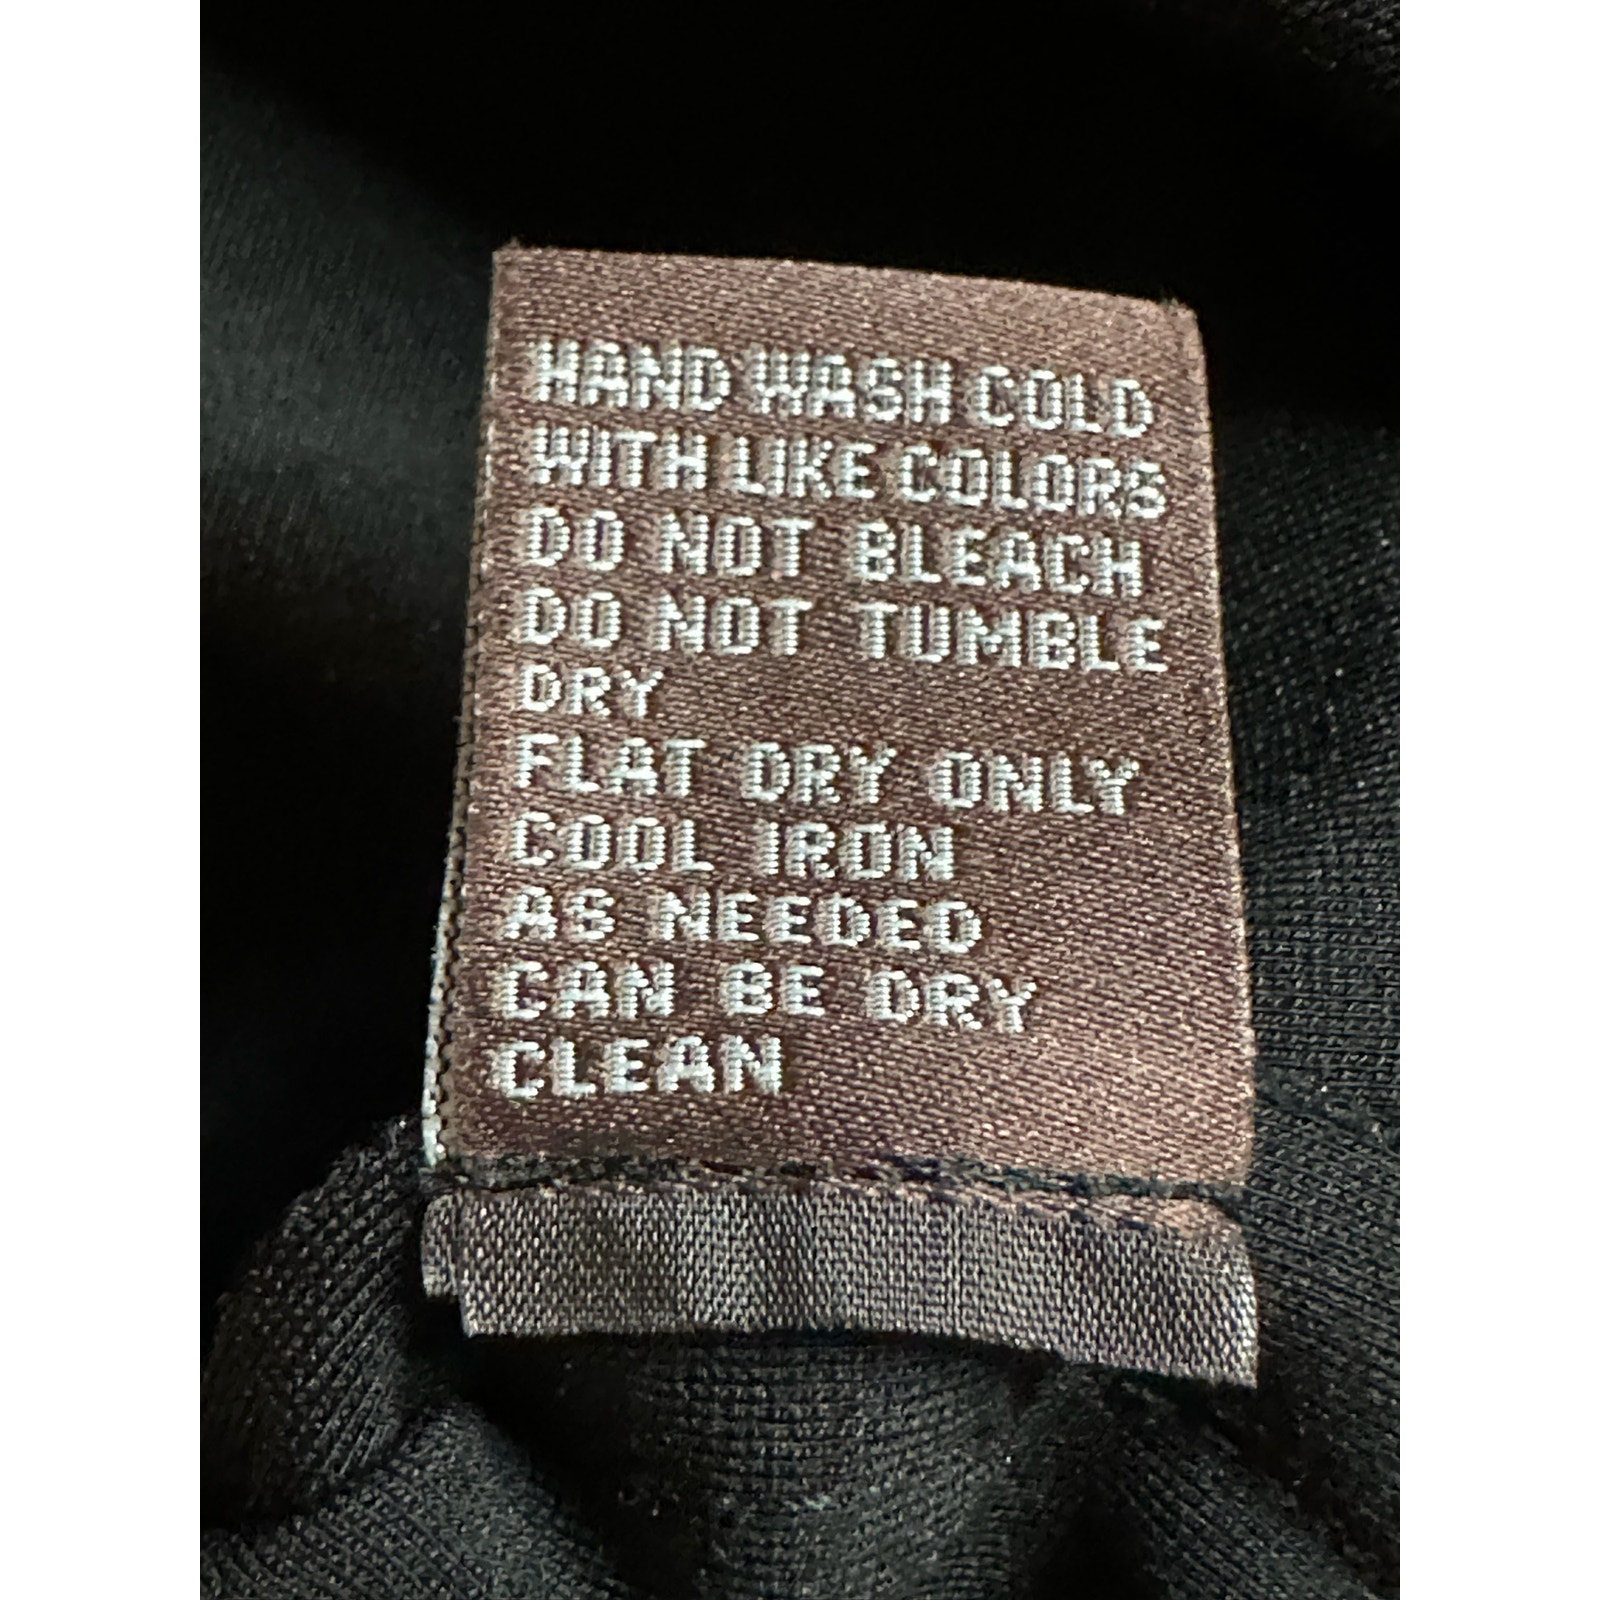 HAND WASH COLD
WITH LIKE COLORS
DO NOT BLEACH
DO NOT TUMBLE
DRY
FLAT DRY ONLY
COOL IRON
AS NEEDED
CAN BE DRY
CLEAN